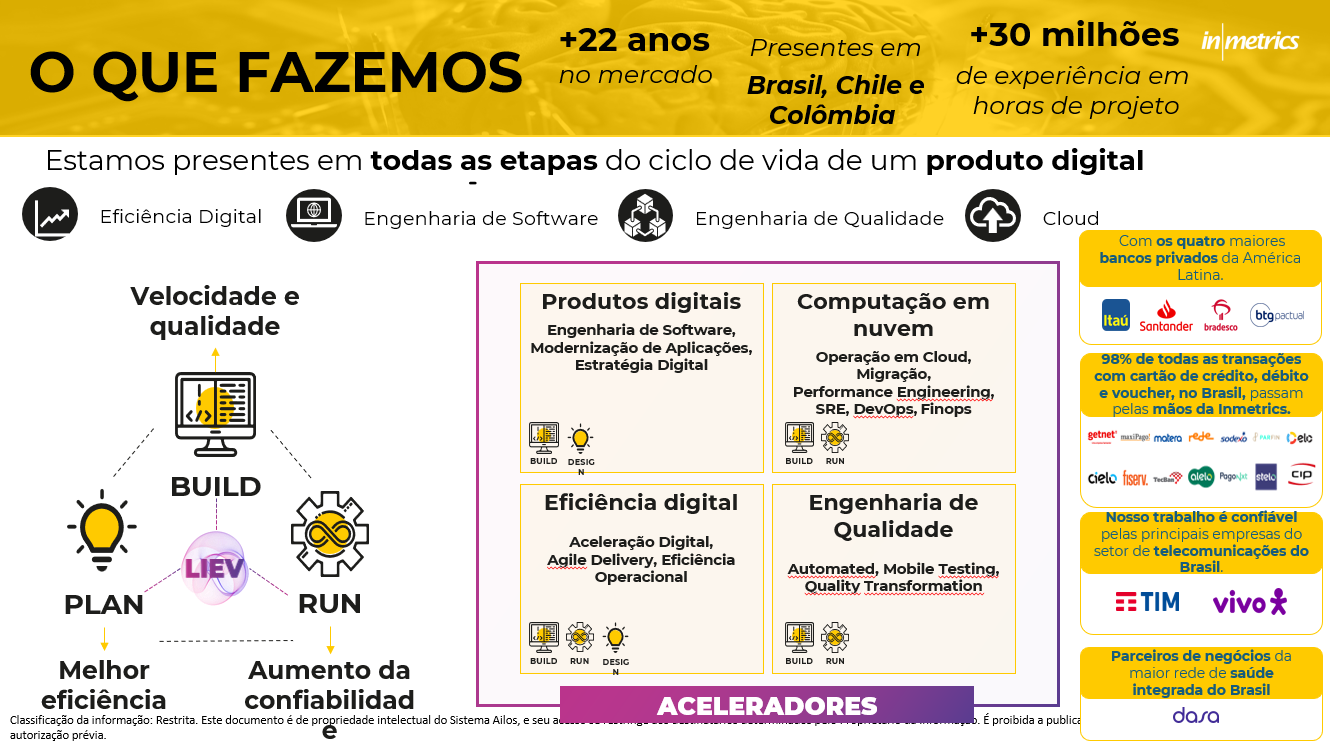 O QUE FAZEMOS
+22 anos
no mercado
Presentes em
Brasil, Chile e
Colômbia
+30 milhões
de experiência em
horas de projeto
inmetrics
Estamos presentes em todas as etapas do ciclo de vida de um produto digital
Eficiência Digital
Engenharia de Software
Engenharia de Qualidade
Cloud
Velocidade e
qualidade
BUILD
PLAN
LIEV
RUN
Melhor
eficiência
Aumento da
confiabilidad
e
Produtos digitais
Engenharia de Software,
Modernização de Aplicações,
Estratégia Digital
BUILD
DESIG
N
Computação em
nuvem
Operação em Cloud,
Migração,
Performance Engineering,
SRE, DevOps, Finops
BUILD
RUN
Eficiência digital
Aceleração Digital,
Agile Delivery, Eficiência
Operacional
BUILD
RUN
DESIG
N
Engenharia de
Qualidade
Automated, Mobile Testing,
Quality Transformation
BUILD
RUN
ACELERADORES
Com os quatro maiores
bancos privados da América
Latina.
Itaú
Santander
bradesco
btgpactual
98% de todas as transações
com cartão de crédito, débito
e voucher, no Brasil, passam
pelas mãos da Inmetrics.
getnet
maxiPago!
matera
rede
sodexo
PARFIN
elo
cielo
fiserv.
TecBan
alelo
PagoNxt
stelo
CIP
Nosso trabalho é confiável
pelas principais empresas do
setor de telecomunicações do
Brasil.
TIM
vivo
Parceiros de negócios da
maior rede de saúde
integrada do Brasil
dasa
Classificação da informação: Restrita. Este documento é de propriedade intelectual do Sistema Ailos, e seu
É proibida a publica
autorização prévia.